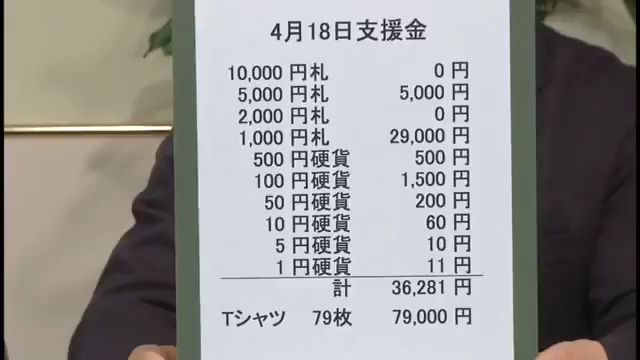 4月18日支援金
10,000 円札 0 円
5,000 円札 5,000 円
2,000 円札 0 円
1,000 円札 29,000 円
500 円硬貨 500 円
100 円硬貨 1,500 円
50 円硬貨 200 円
10 円硬貨 60 円
5 円硬貨 10 円
1 円硬貨 11 円
計 36,281 円
Tシャツ 79枚 79,000 円